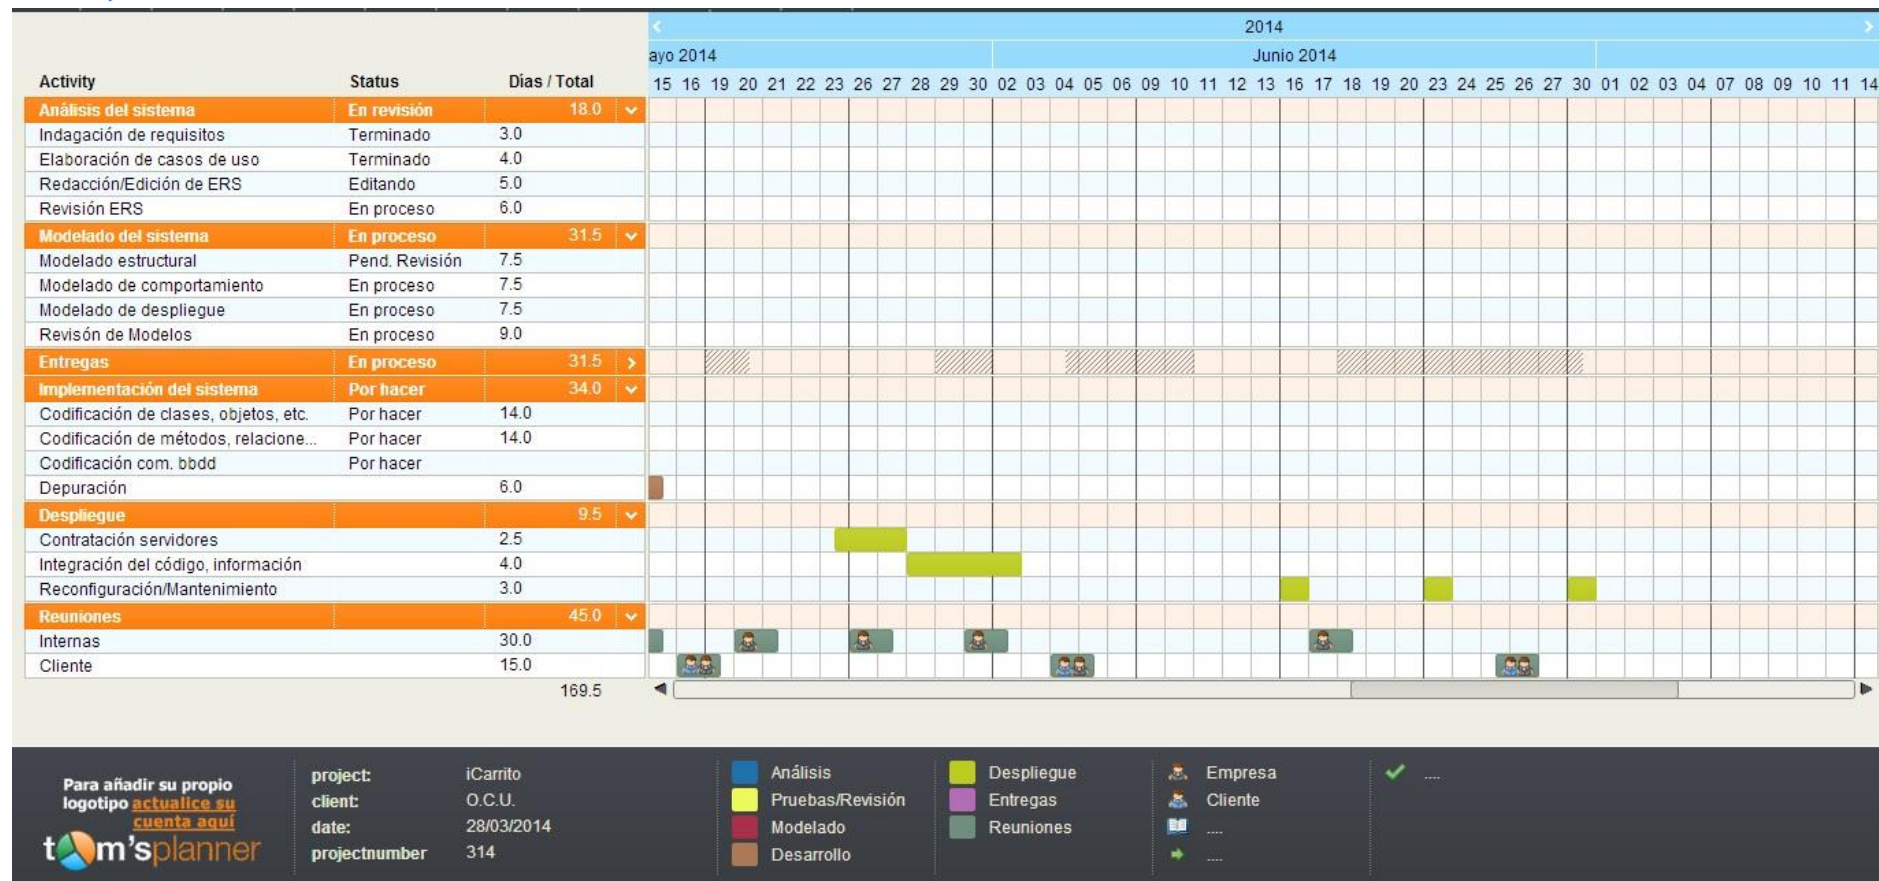 2014
ayo 2014 Junio 2014
Activity Status Días / Total 15 16 19 20 21 22 23 26 27 28 29 30 02 03 04 05 06 09 10 11 12 13 16 17 18 19 20 23 24 25 26 27 30 01 02 03 04 07 08 09 10 11 14
Análisis del sistema En revisión 18.0
Indagación de requisitos Terminado 3.0
Elaboración de casos de uso Terminado 4.0
Redacción/Edición de ERS Editando 5.0
Revisión ERS En proceso 6.0
Modelado del sistema En proceso 31.5
Modelado estructural Pend. Revisión 7.5
Modelado de comportamiento En proceso 7.5
Modelado de despliegue En proceso 7.5
Revisón de Modelos En proceso 9.0
Entregas En proceso 31.5
Implementación del sistema Por hacer 34.0
Codificación de clases, objetos, etc. Por hacer 14.0
Codificación de métodos, relacione... Por hacer 14.0
Codificación com. bbdd Por hacer
Depuración 6.0
Despliegue 9.5
Contratación servidores 2.5
Integración del código, información 4.0
Reconfiguración/Mantenimiento 3.0
Reuniones 45.0
Internas 30.0
Cliente 15.0
169.5
Para añadir su propio
logotipo actualice su
cuenta aquí
tom'splanner
project: iCarrito
client: O.C.U.
date: 28/03/2014
projectnumber 314
Análisis
Pruebas/Revisión
Modelado
Desarrollo
Despliegue
Entregas
Reuniones
Empresa
Cliente
....
....
....